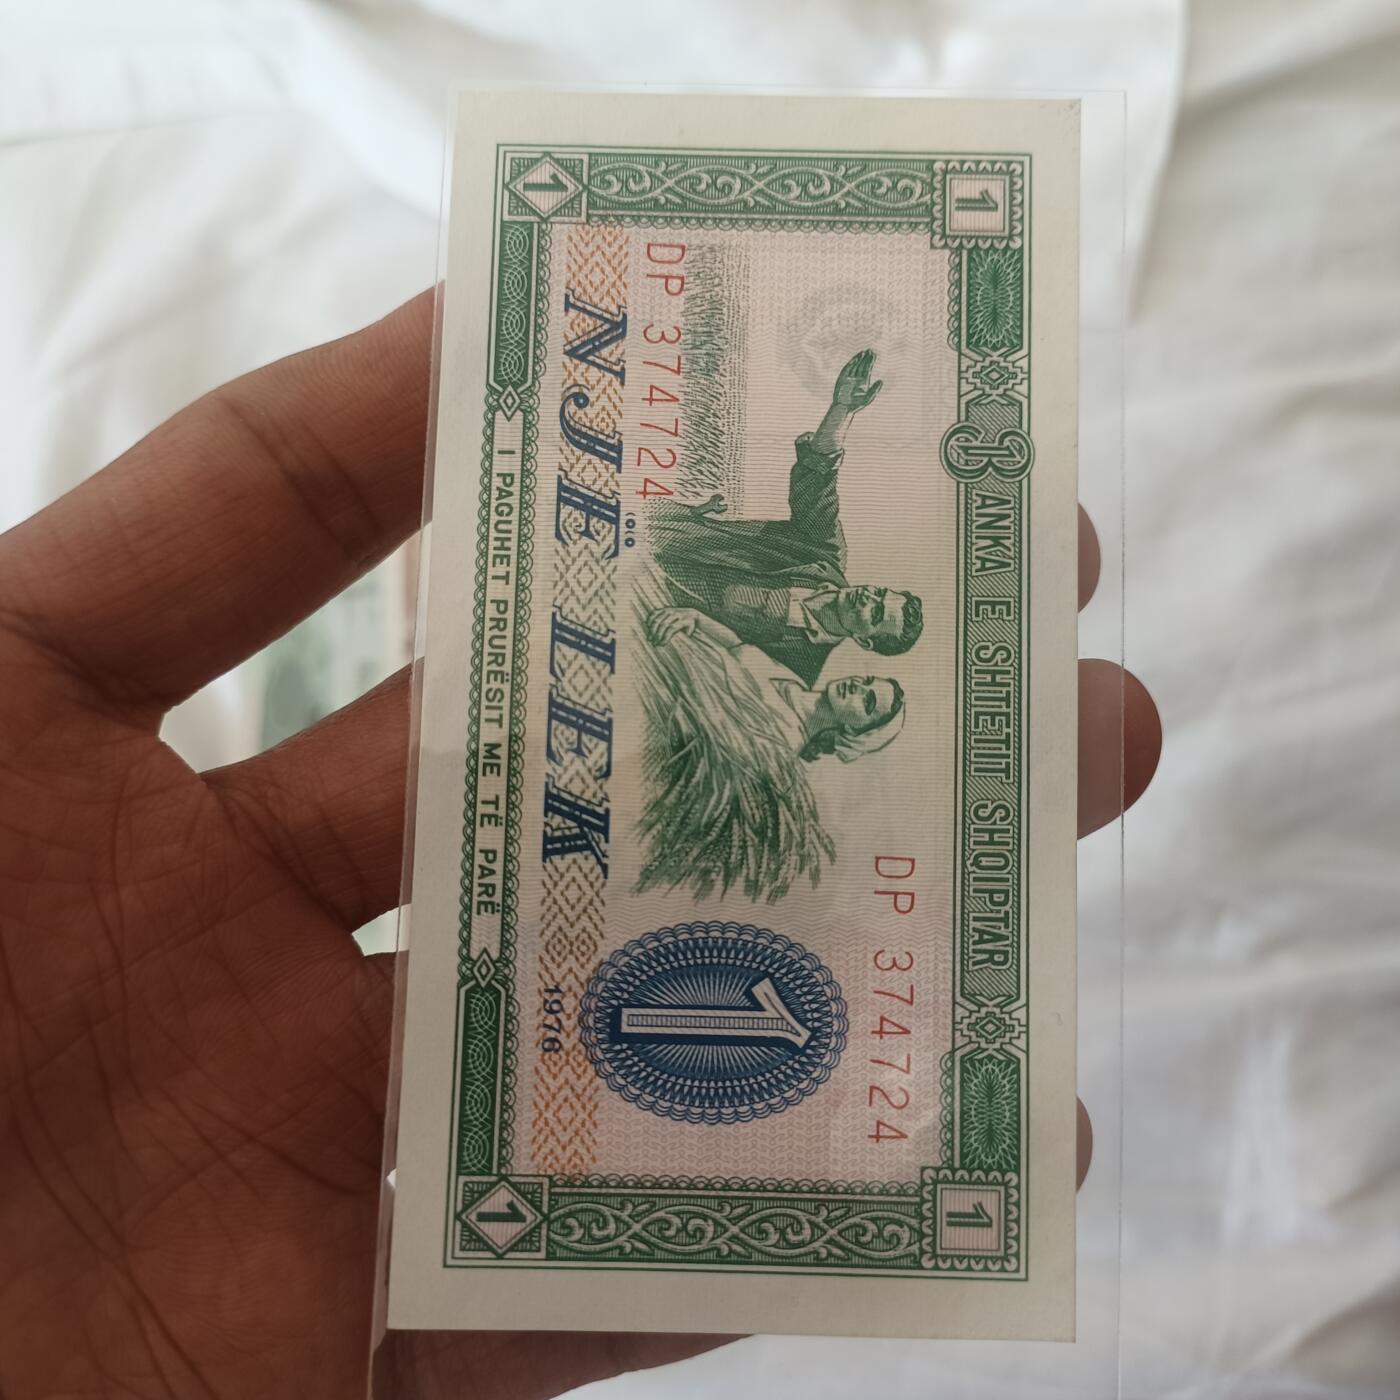 1
1
BANKA E SHTETIT SHQIPTAR
DP 374724
DP 374724
1
NJË LEK
1976
1
I PAGUHET PRURËSIT ME TË PARË
1